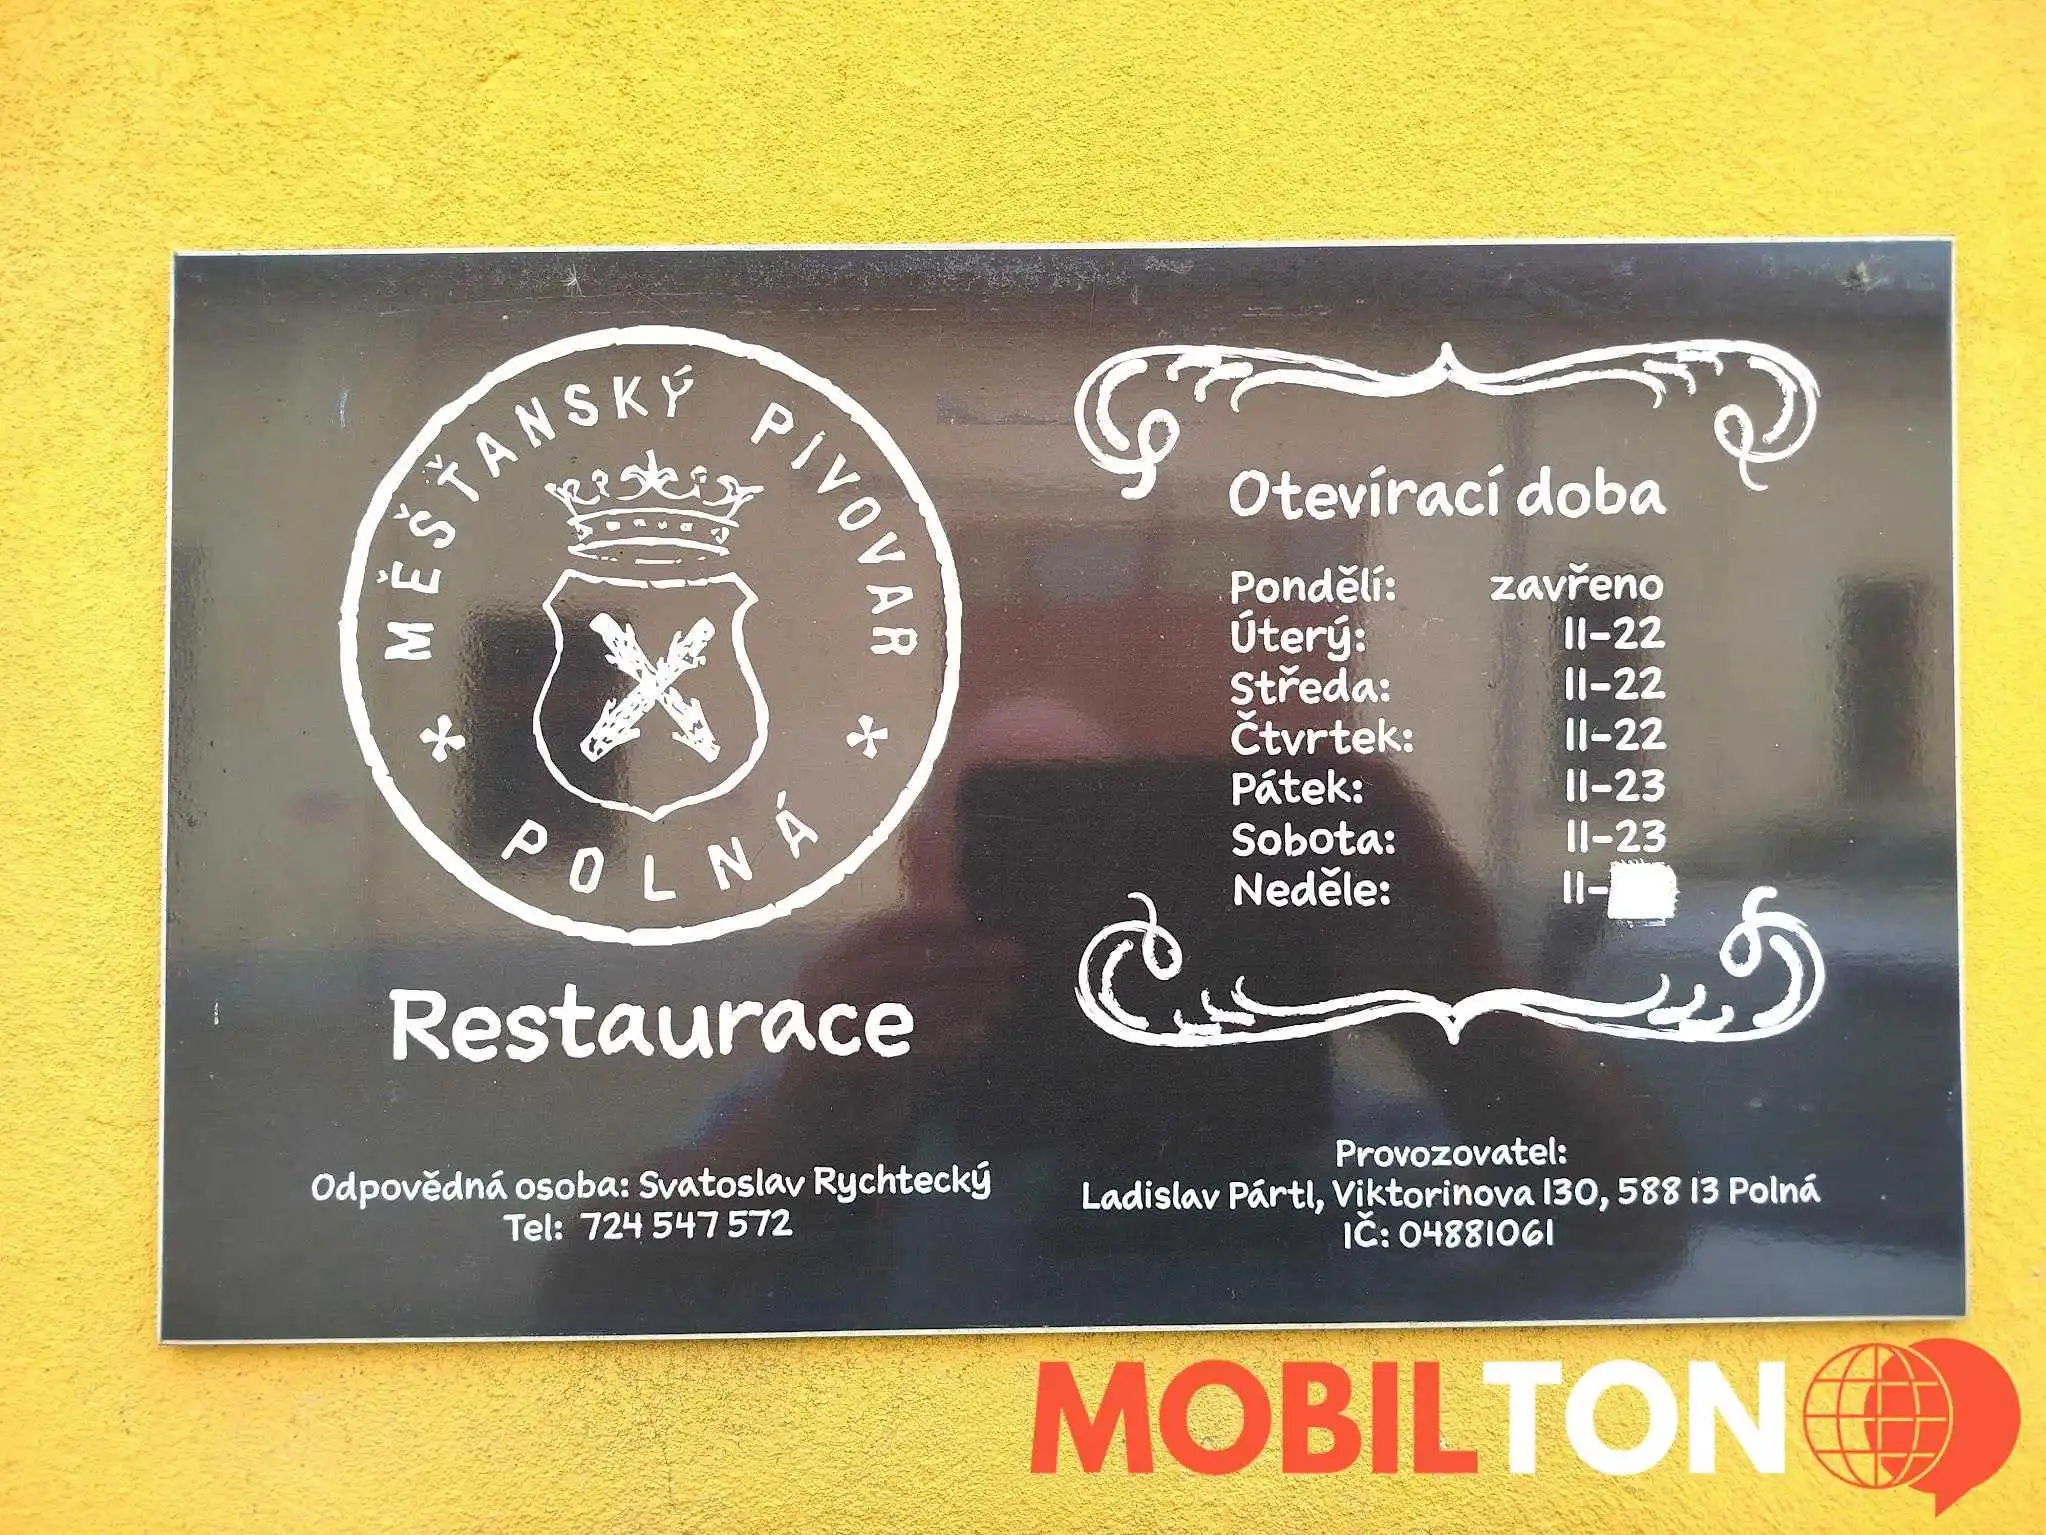 MĚŠŤANSKÝ PIVOVAR
POLNÁ
Restaurace
Odpovědná osoba: Svatoslav Rychtecký
Tel: 724 547 572
Otevírací doba
Pondělí: zavřeno
Úterý: 11-22
Středa: 11-22
Čtvrtek: 11-22
Pátek: 11-23
Sobota: 11-23
Neděle: 11-
Provozovatel:
Ladislav Pártl, Viktorinova 130, 588 13 Polná
IČ: 04881061
MOBILTON